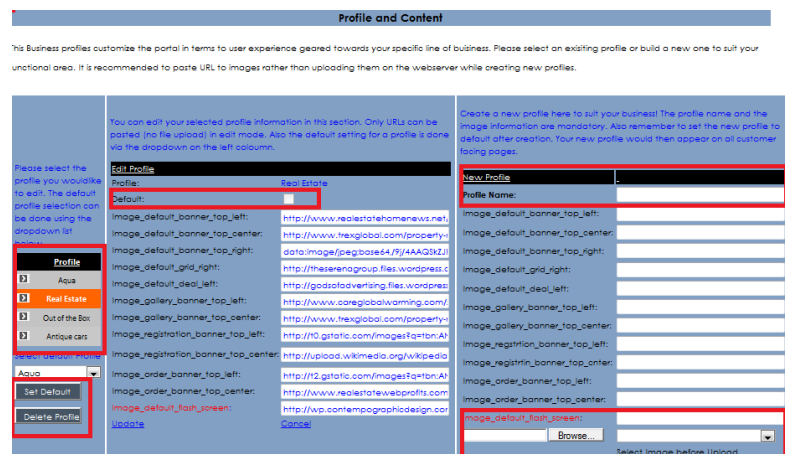 Profile and Content
his Business profiles customize the portal in terms to user experience geared towards your specific line of buisiness. Please select an exisiting profile or build a new one to suit your
unctional area. It is recommended to paste URL to images rather than uploading them on the webserver while creating new profiles.
Please select the
profile you wouldlike
to edit. The default
profile selection can
be done using the
dropdown list
below
Profile
Aqua
Real Estate
Out of the Box
Antique cars
Select default Profile
Aqua
Set Default
Delete Profile
You can edit your selected profile information in this section. Only URLs can be
pasted (no file upload) in edit mode. Also the default setting for a profile is done
via the dropdown on the left coloumn.
Edit Profile
Profile: Real Estate
Default:
Image_default_banner_top_left: http://www.realestatehomenews.net/
Image_default_banner_top_center: http://www.trexglobal.com/property-
Image_default_banner_top_right: data:image/jpeg;base64,/9j/4AAQSkZJ
Image_default_grid_right: http://theserenagroup.files.wordpress.c
Image_default_deal_left: http://godsofadvertising.files.wordpres
Image_gallery_banner_top_left: http://www.careglobalwarming.com/
Image_gallery_banner_top_center: http://www.trexglobal.com/property-
Image_registration_banner_top_left: http://t0.gstatic.com/images?q=tbn:AN
Image_registration_banner_top_center: http://upload.wikimedia.org/wikipedia
Image_order_banner_top_left: http://t2.gstatic.com/images?q=tbn:AN
Image_order_banner_top_center: http://www.realestatewebprofits.com
Image_default_flash_screen: http://wp.contempographicdesign.com
Update Cancel
Create a new profile here to suit your business! The profile name and the
image information are mandatory. Also remember to set the new profile to
default after creation. Your new profile would then appear on all customer
facing pages.
New Profile
Profile Name:
Image_default_banner_top_left:
Image_default_banner_top_center:
Image_default_banner_top_right:
Image_default_grid_right:
Image_default_deal_left:
Image_gallery_banner_top_left:
Image_gallery_banner_top_center:
Image_regstrtion_banner_top_left:
Image_registrtin_banner_top_cnter:
Image_order_banner_top_left:
Image_order_banner_top_center:
Image_default_flash_screen:
Browse...
Select Image before Upload